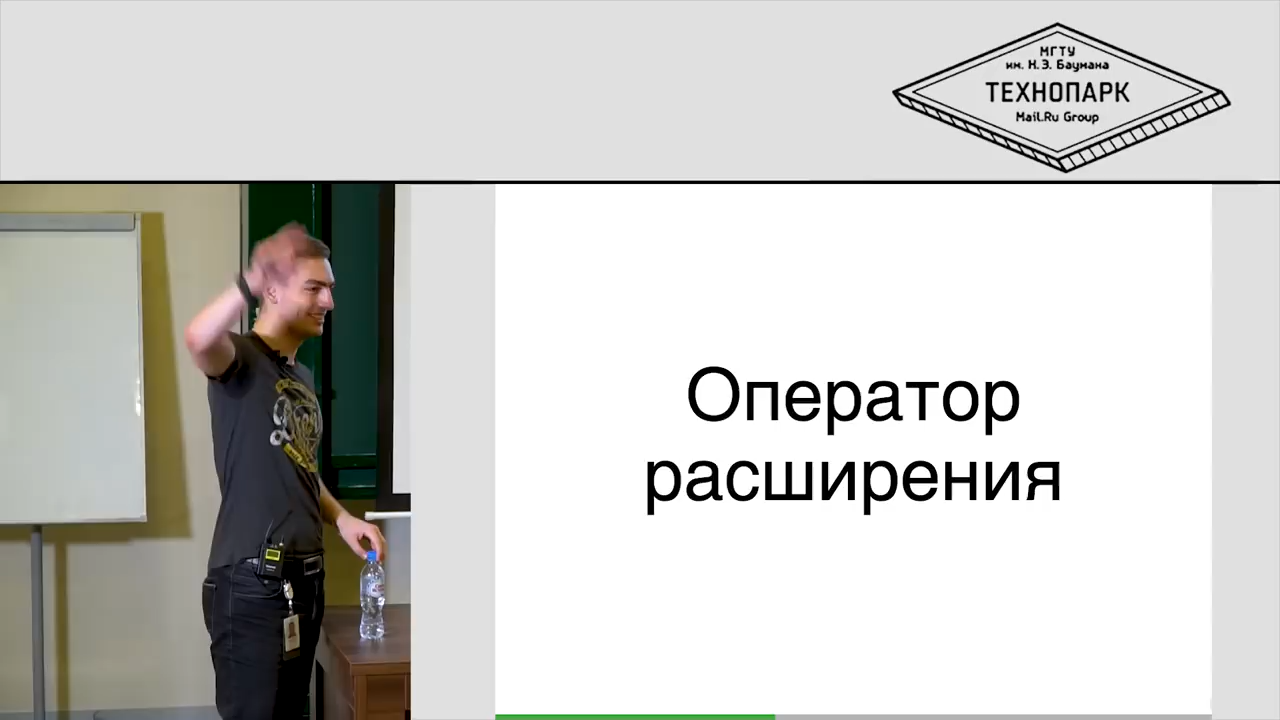 МГТУ
им. Н.Э. Баумана
ТЕХНОПАРК
Mail.Ru Group
Оператор
расширения